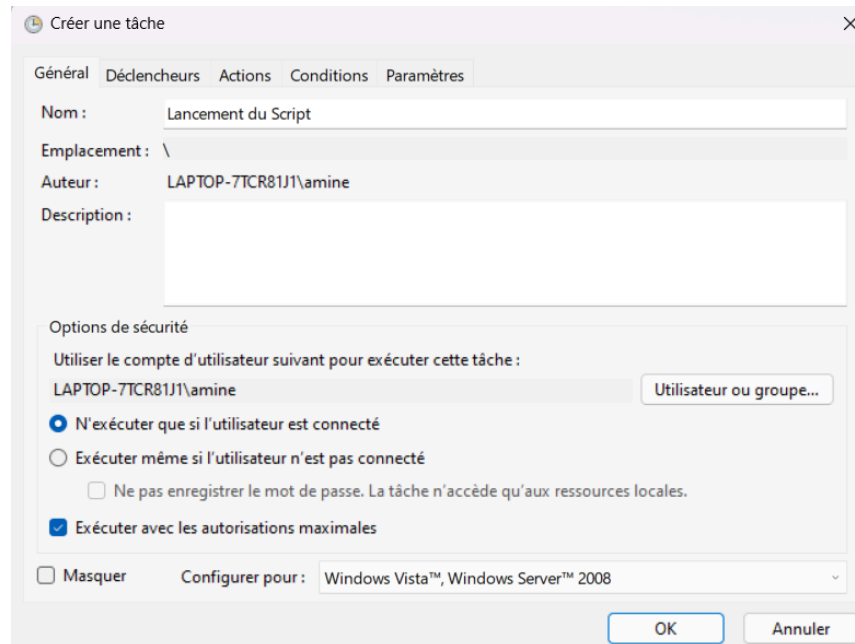 Créer une tâche
Général Déclencheurs Actions Conditions Paramètres
Nom : Lancement du Script
Emplacement : \
Auteur : LAPTOP-7TCR81J1\amine
Description :
Options de sécurité
Utiliser le compte d'utilisateur suivant pour exécuter cette tâche :
LAPTOP-7TCR81J1\amine Utilisateur ou groupe...
N'exécuter que si l'utilisateur est connecté
Exécuter même si l'utilisateur n'est pas connecté
Ne pas enregistrer le mot de passe. La tâche n'accède qu'aux ressources locales.
Exécuter avec les autorisations maximales
Masquer Configurer pour : Windows Vista™, Windows Server™ 2008
OK Annuler